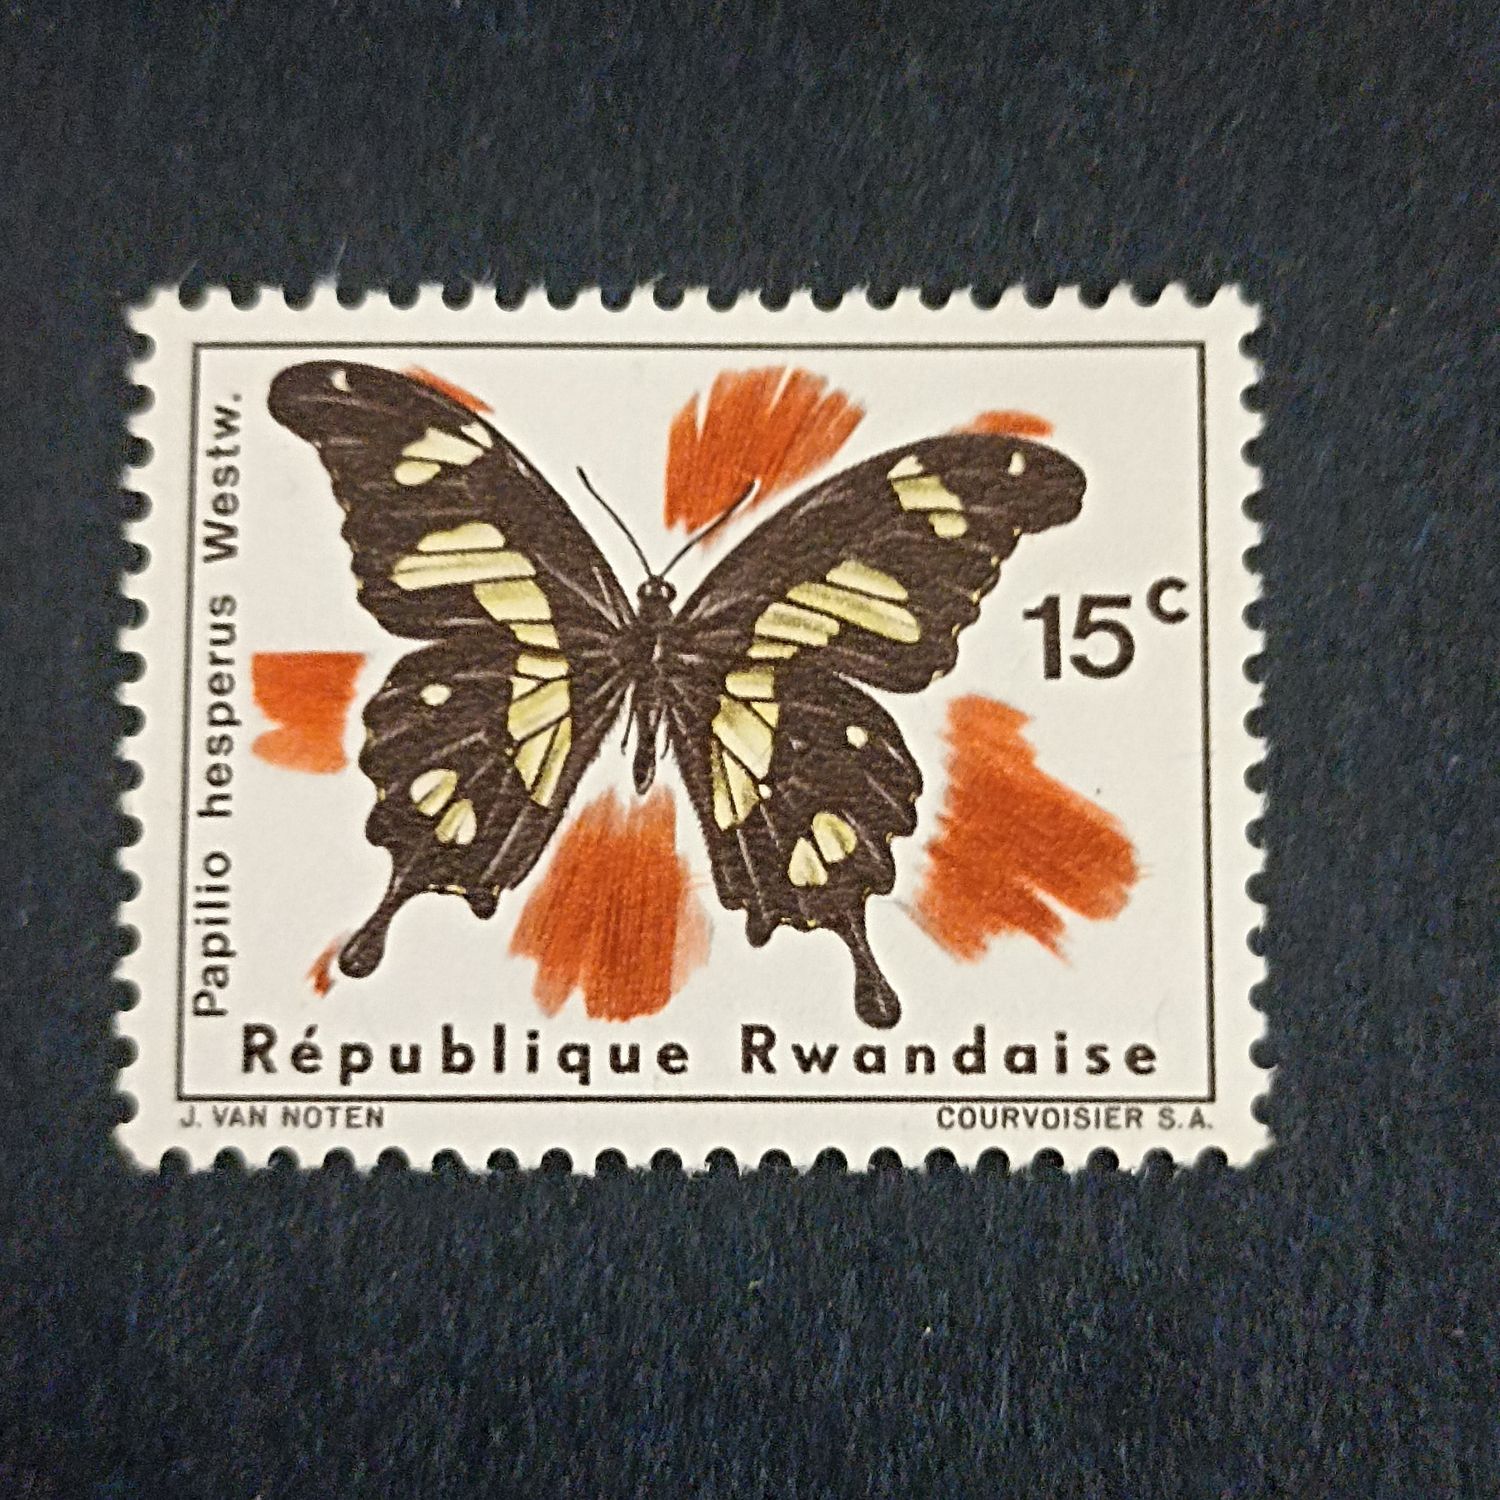 Papilio hesperus Westw.
15c
République Rwandaise
J. VAN NOTEN
COURVOISIER S.A.